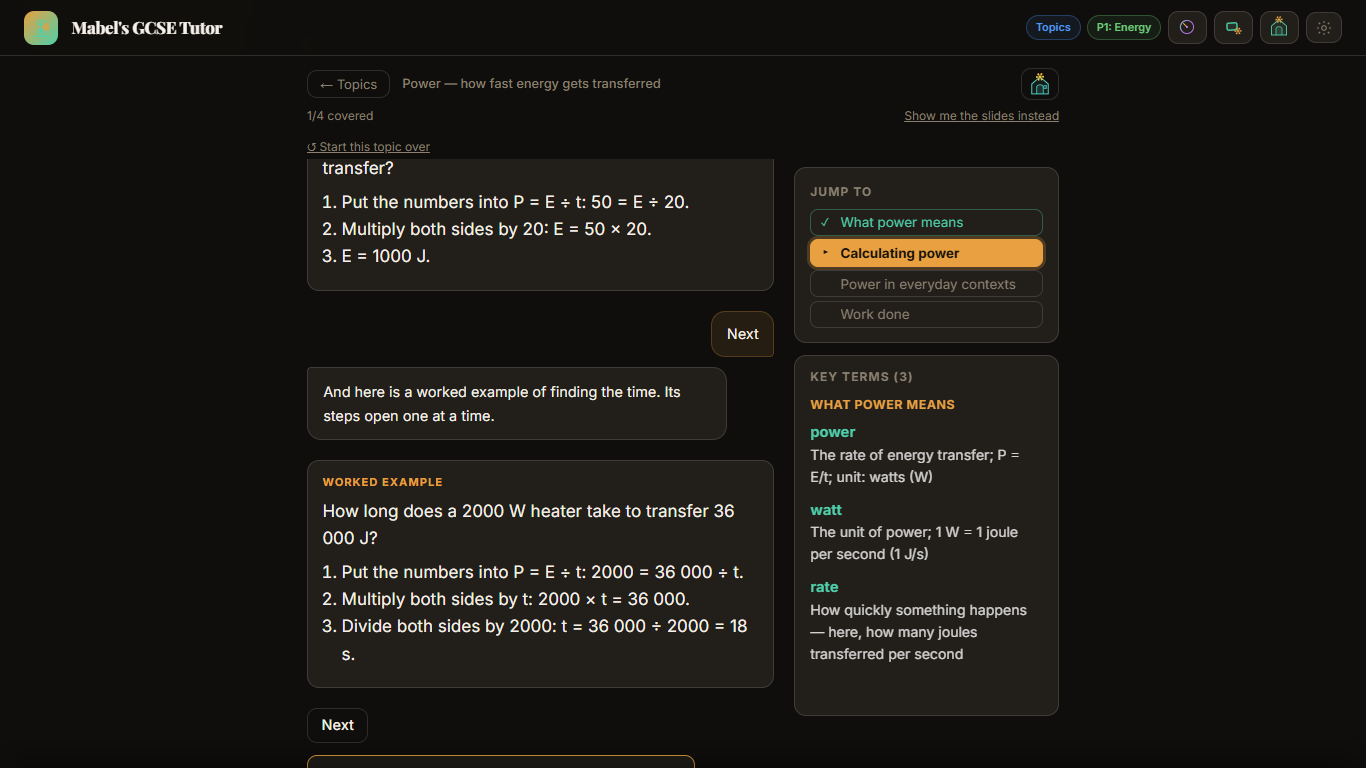 Mabel's GCSE Tutor
Topics
P1: Energy
← Topics
Power — how fast energy gets transferred
1/4 covered
Show me the slides instead
↺ Start this topic over
transfer?
1. Put the numbers into P = E ÷ t: 50 = E ÷ 20.
2. Multiply both sides by 20: E = 50 × 20.
3. E = 1000 J.
Next
And here is a worked example of finding the time. Its
steps open one at a time.
WORKED EXAMPLE
How long does a 2000 W heater take to transfer 36
000 J?
1. Put the numbers into P = E ÷ t: 2000 = 36 000 ÷ t.
2. Multiply both sides by t: 2000 × t = 36 000.
3. Divide both sides by 2000: t = 36 000 ÷ 2000 = 18
s.
Next
JUMP TO
✓ What power means
‣ Calculating power
Power in everyday contexts
Work done
KEY TERMS (3)
WHAT POWER MEANS
power
The rate of energy transfer; P =
E/t; unit: watts (W)
watt
The unit of power; 1 W = 1 joule
per second (1 J/s)
rate
How quickly something happens
— here, how many joules
transferred per second